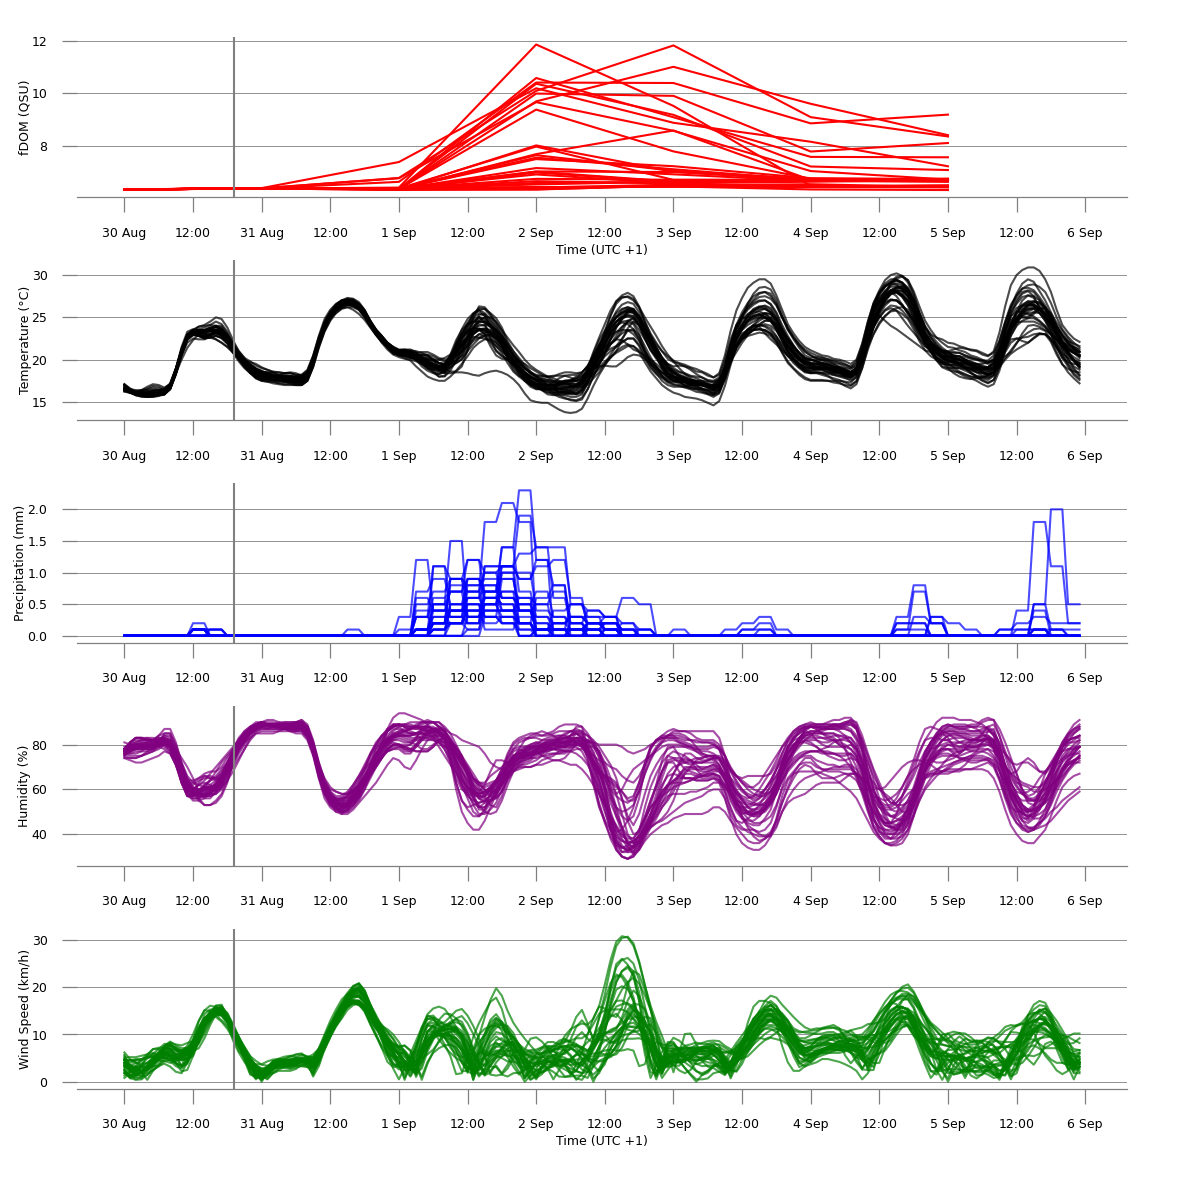 fDOM (QSU)
12
10
8
30 Aug 12:00 31 Aug 12:00 1 Sep 12:00 2 Sep 12:00 3 Sep 12:00 4 Sep 12:00 5 Sep 12:00 6 Sep
Time (UTC +1)
Temperature (°C)
30
25
20
15
30 Aug 12:00 31 Aug 12:00 1 Sep 12:00 2 Sep 12:00 3 Sep 12:00 4 Sep 12:00 5 Sep 12:00 6 Sep
Precipitation (mm)
2.0
1.5
1.0
0.5
0.0
30 Aug 12:00 31 Aug 12:00 1 Sep 12:00 2 Sep 12:00 3 Sep 12:00 4 Sep 12:00 5 Sep 12:00 6 Sep
Humidity (%)
80
60
40
30 Aug 12:00 31 Aug 12:00 1 Sep 12:00 2 Sep 12:00 3 Sep 12:00 4 Sep 12:00 5 Sep 12:00 6 Sep
Wind Speed (km/h)
30
20
10
0
30 Aug 12:00 31 Aug 12:00 1 Sep 12:00 2 Sep 12:00 3 Sep 12:00 4 Sep 12:00 5 Sep 12:00 6 Sep
Time (UTC +1)